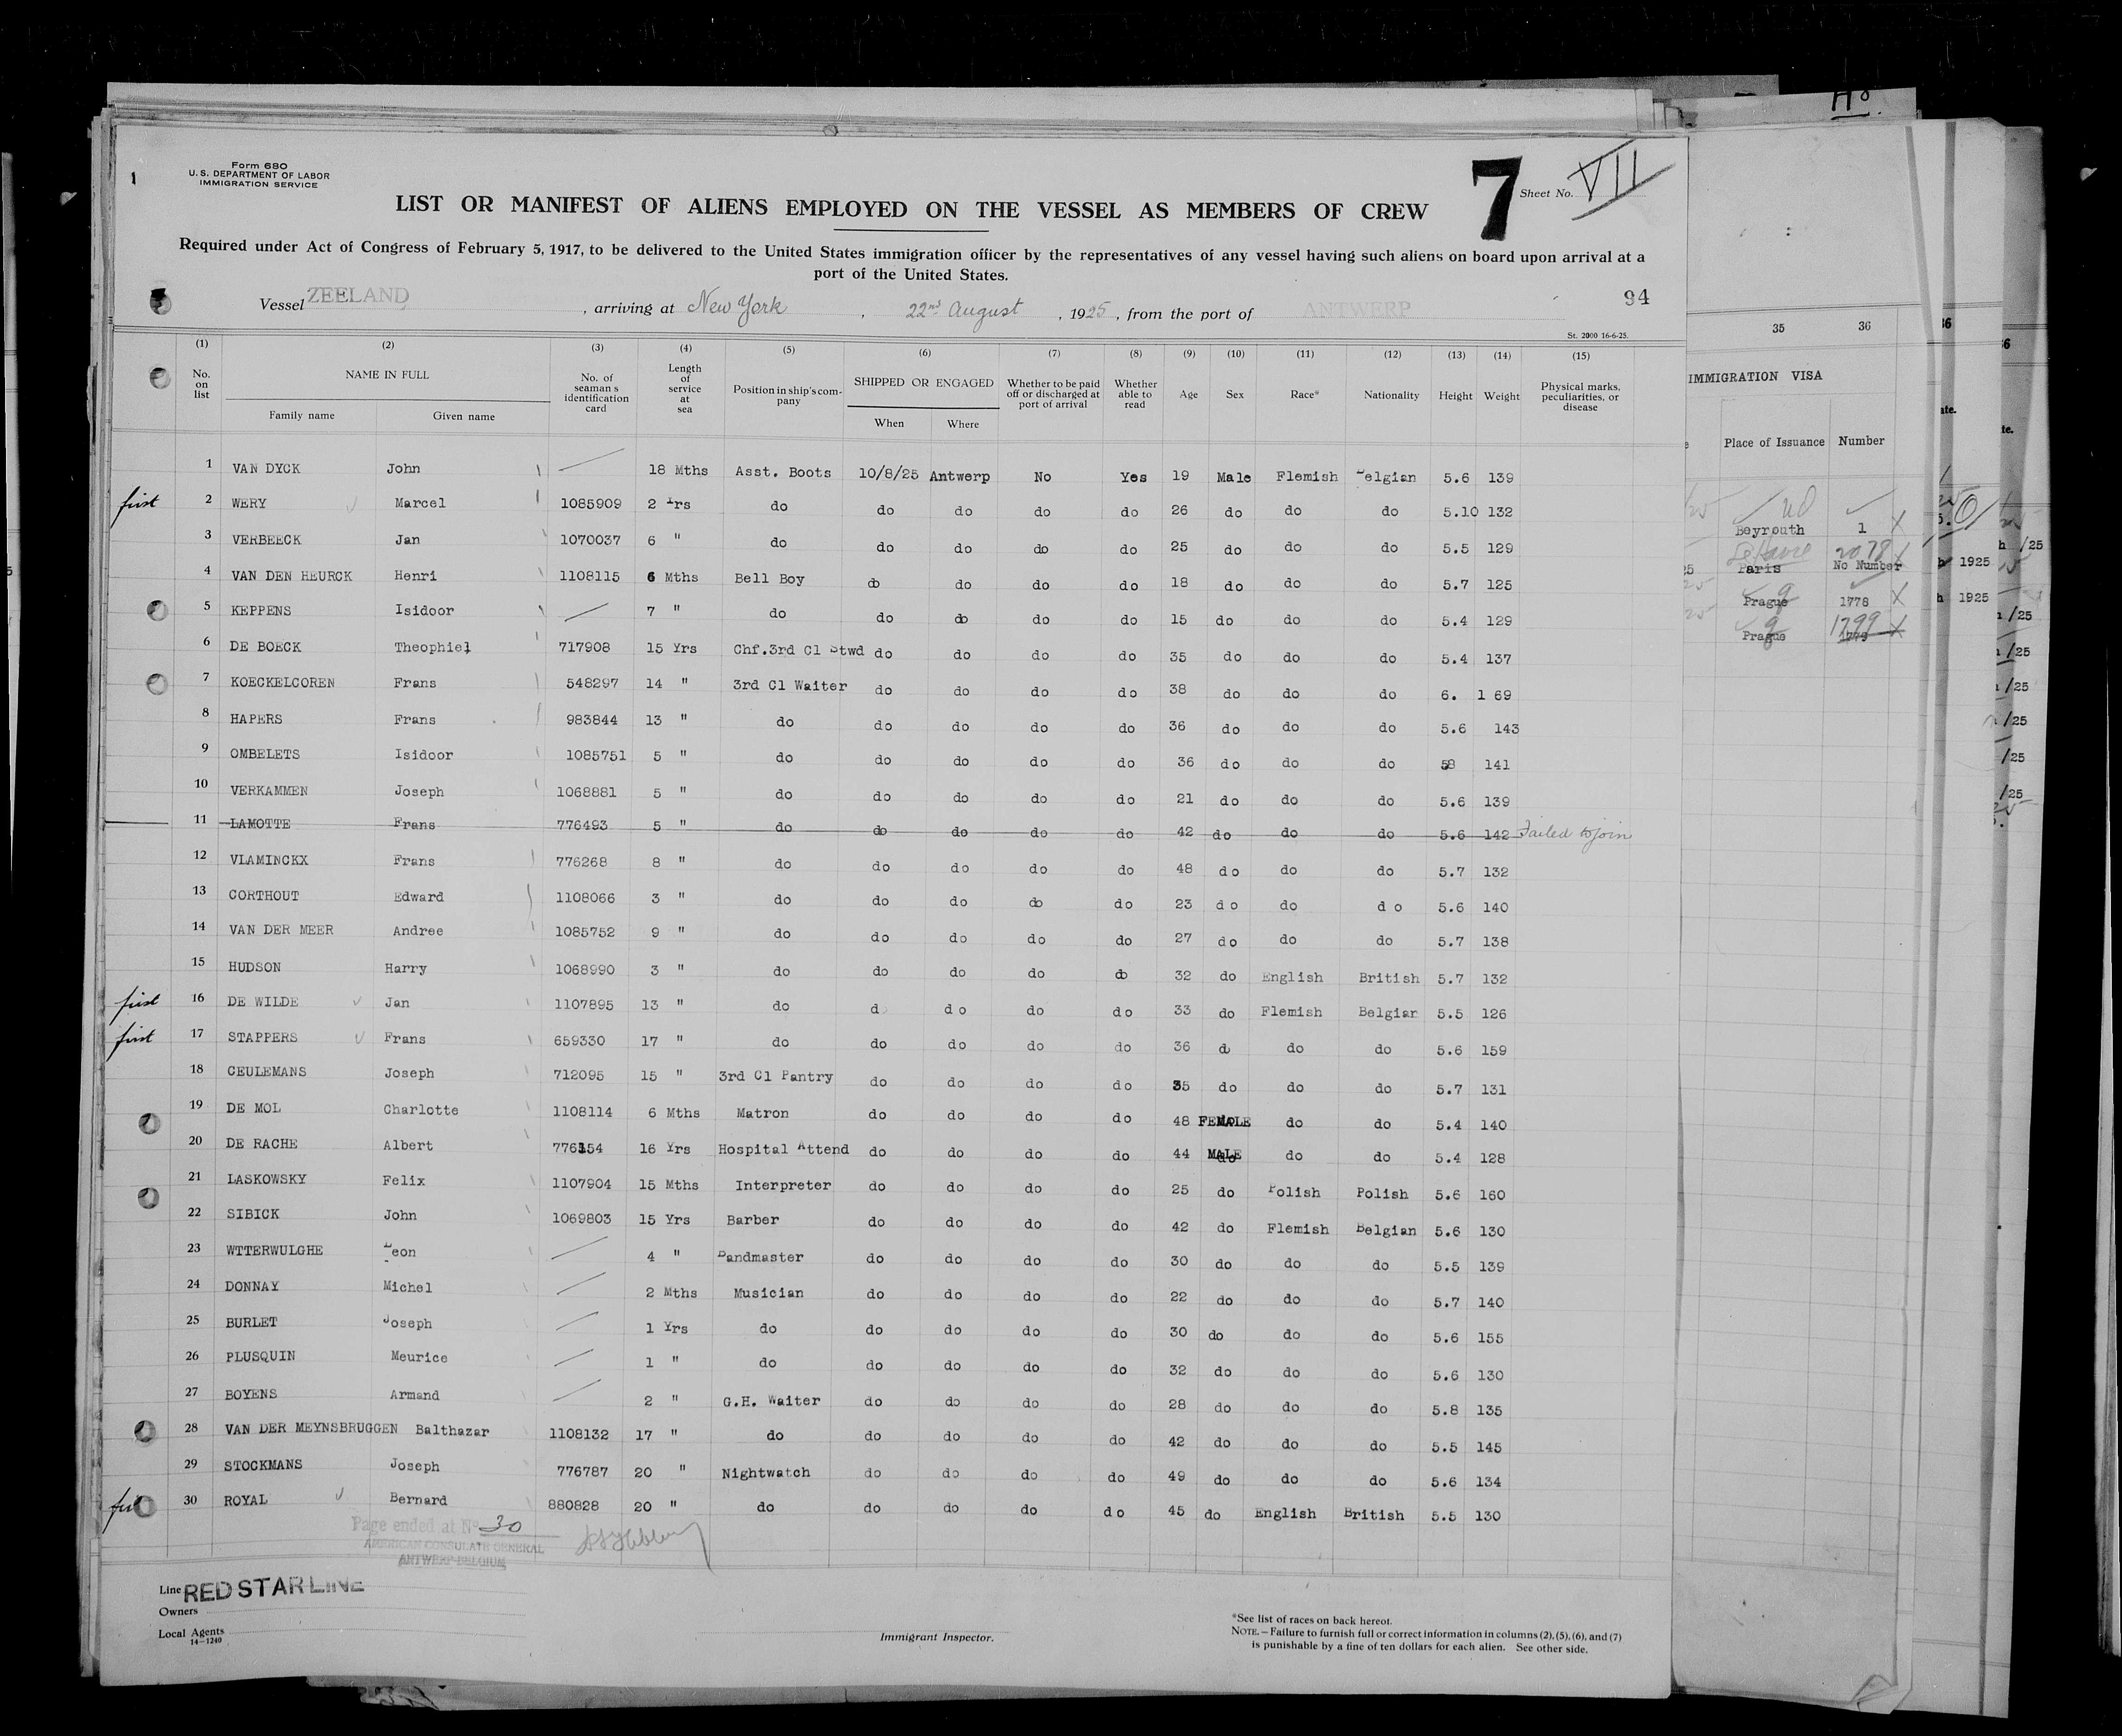 Form 680
U. S. DEPARTMENT OF LABOR
IMMIGRATION SERVICE
1
7
Sheet No. VII
LIST OR MANIFEST OF ALIENS EMPLOYED ON THE VESSEL AS MEMBERS OF CREW
Required under Act of Congress of February 5, 1917, to be delivered to the United States immigration officer by the representatives of any vessel having such aliens on board upon arrival at a
port of the United States.
94
Vessel ZEELAND, arriving at New York, 22nd August, 1925, from the port of ANTWERP
St. 2000 16-6-25.
(1) (2) (3) (4) (5) (6) (7) (8) (9) (10) (11) (12) (13) (14) (15)
No. on list NAME IN FULL Family name Given name No. of seaman s identification card Length of service at sea Position in ship's company SHIPPED OR ENGAGED When Where Whether to be paid off or discharged at port of arrival Whether able to read Age Sex Race* Nationality Height Weight Physical marks, peculiarities, or disease
1 VAN DYCK John 18 Mths Asst. Boots 10/8/25 Antwerp No Yes 19 Male Flemish Belgian 5.6 139
first 2 WERY Marcel 1085909 2 Yrs do do do do do 26 do do do 5.10 132
3 VERBEECK Jan 1070037 6 " do do do do do 25 do do do 5.5 129
4 VAN DEN HEURCK Henri 1108115 6 Mths Bell Boy do do do do 18 do do do 5.7 125
5 KEPPENS Isidoor 7 " do do do do do 15 do do do 5.4 129
6 DE BOECK Theophiel 717908 15 Yrs Chf.3rd Cl Stwd do do do do 35 do do do 5.4 137
7 KOECKELCOREN Frans 548297 14 " 3rd Cl Waiter do do do do 38 do do do 6. 1 69
8 HAPERS Frans 983844 13 " do do do do do 36 do do do 5.6 143
9 OMBELETS Isidoor 1085751 5 " do do do do do 36 do do do 58 141
10 VERKAMMEN Joseph 1068881 5 " do do do do do 21 do do do 5.6 139
11 LAMOTTE Frans 776493 5 " do do do do do 42 do do do 5.6 142 Failed to join
12 VLAMINCKX Frans 776268 8 " do do do do do 48 do do do 5.7 132
13 CORTHOUT Edward 1108066 3 " do do do do do 23 do do do 5.6 140
14 VAN DER MEER Andree 1085752 9 " do do do do do 27 do do do 5.7 138
15 HUDSON Harry 1068990 3 " do do do do do 32 do English British 5.7 132
first 16 DE WILDE Jan 1107895 13 " do d do do do 33 do Flemish Belgian 5.5 126
first 17 STAPPERS Frans 659330 17 " do do do do do 36 do do do 5.6 159
18 CEULEMANS Joseph 712095 15 " 3rd Cl Pantry do do do do 35 do do do 5.7 131
19 DE MOL Charlotte 1108114 6 Mths Matron do do do do 48 FEMALE do do 5.4 140
20 DE RACHE Albert 776154 16 Yrs Hospital Attend do do do do 44 MALE do do 5.4 128
21 LASKOWSKY Felix 1107904 15 Mths Interpreter do do do do 25 do Polish Polish 5.6 160
22 SIBICK John 1069803 15 Yrs Barber do do do do 42 do Flemish Belgian 5.6 130
23 WTTERWULGHE Leon 4 " Bandmaster do do do do 30 do do do 5.5 139
24 DONNAY Michel 2 Mths Musician do do do do 22 do do do 5.7 140
25 BURLET Joseph 1 Yrs do do do do do 30 do do do 5.6 155
26 PLUSQUIN Meurice 1 " do do do do do 32 do do do 5.6 130
27 BOYENS Armand 2 " G.H. Waiter do do do do 28 do do do 5.8 135
28 VAN DER MEYNSBRUGGEN Balthazar 1108132 17 " do do do do do 42 do do do 5.5 145
29 STOCKMANS Joseph 776787 20 " Nightwatch do do do do 49 do do do 5.6 134
30 ROYAL Bernard 880828 20 " do do do do do 45 do English British 5.5 130
Page ended at No 30
AMERICAN CONSULATE GENERAL
ANTWERP BELGIUM
Line RED STAR LINE
Owners
Local Agents
14—1240
Immigrant Inspector.
*See list of races on back hereof.
NOTE.—Failure to furnish full or correct information in columns (2), (5), (6), and (7)
is punishable by a fine of ten dollars for each alien. See other side.
35 36
IMMIGRATION VISA
Place of Issuance Number
Beyrouth 1
2078
Paris No Number
Prague 1778
1799
Prague
1925
1925
/25
/25
/25
/25
/25
/25
/25